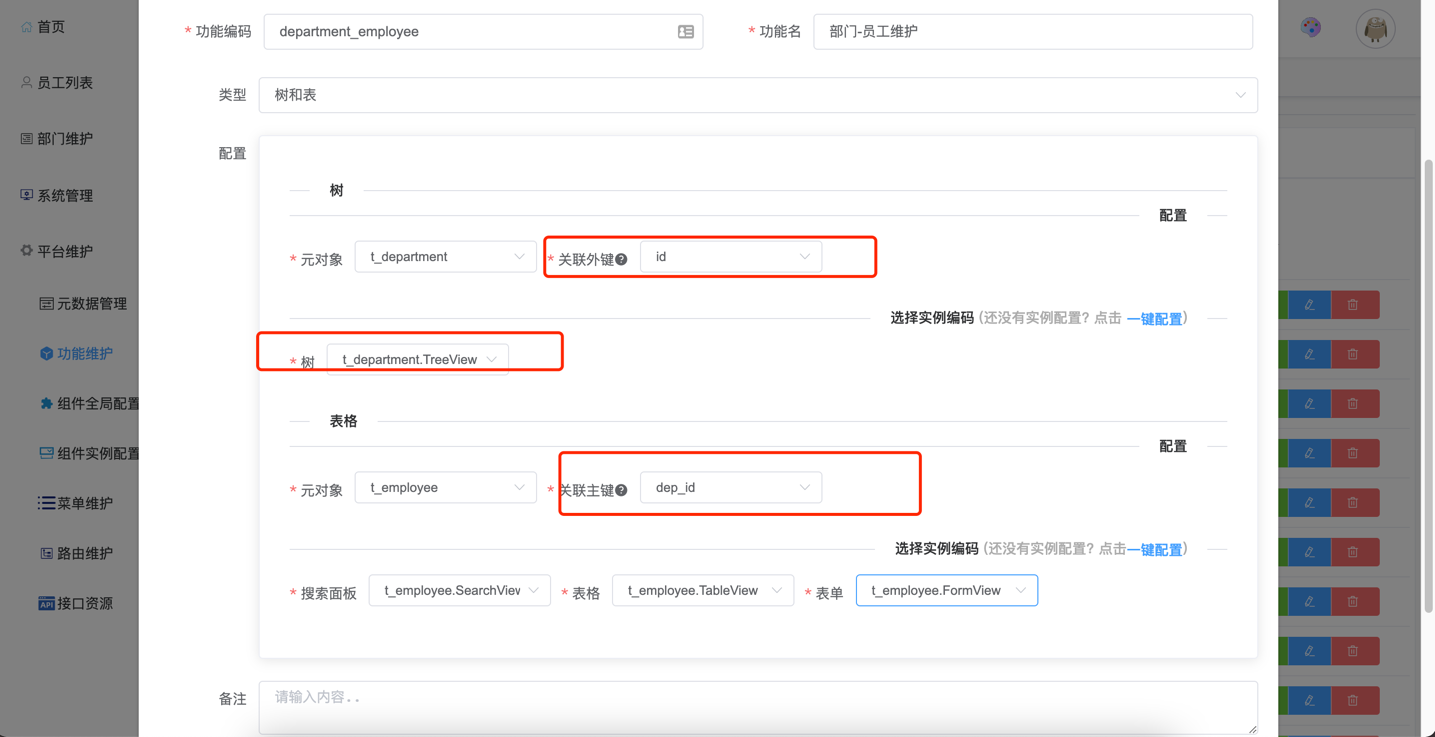 首页
员工列表
部门维护
系统管理
平台维护
元数据管理
功能维护
组件全局配置
组件实例配置
菜单维护
路由维护
API 接口资源
* 功能编码 department_employee * 功能名 部门-员工维护
类型 树和表
配置
树
配置
* 元对象 t_department * 关联外键 ? id
选择实例编码 (还没有实例配置? 点击 一键配置)
* 树 t_department.TreeView
表格
配置
* 元对象 t_employee * 关联主键 ? dep_id
选择实例编码 (还没有实例配置? 点击一键配置)
* 搜索面板 t_employee.SearchView * 表格 t_employee.TableView * 表单 t_employee.FormView
备注 请输入内容..